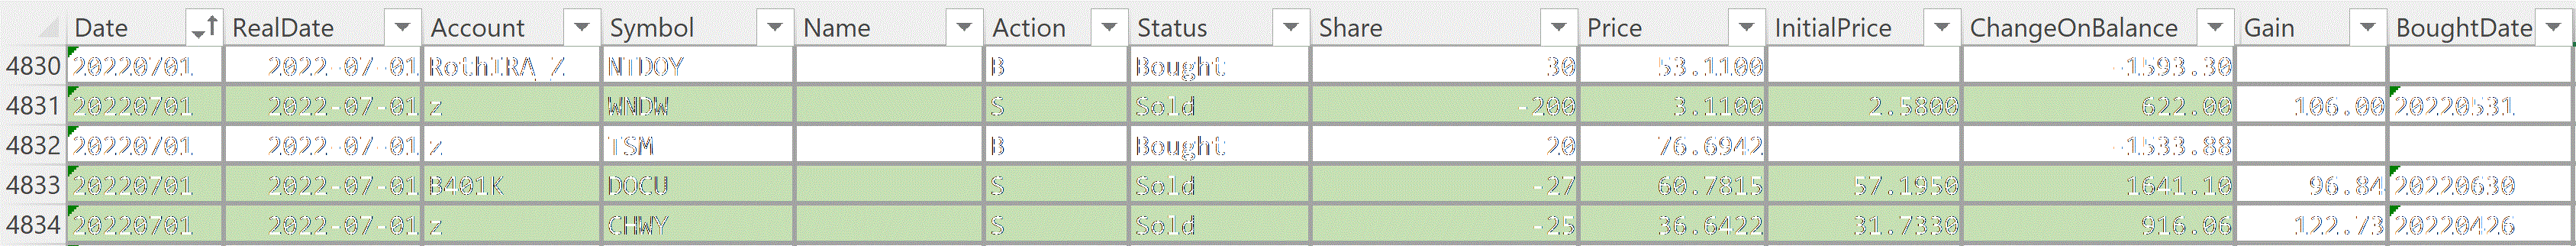 Date RealDate Account Symbol Name Action Status Share Price InitialPrice ChangeOnBalance Gain BoughtDate
4830 20220701 2022-07-01 RothIRA_Z NTDOY B Bought 30 53.1100 -1593.30
4831 20220701 2022-07-01 z WNDW S Sold -200 3.1100 2.5800 622.00 106.00 20220531
4832 20220701 2022-07-01 z TSM B Bought 20 76.6942 -1533.88
4833 20220701 2022-07-01 B401K DOCU S Sold -27 60.7815 57.1950 1641.10 96.84 20220630
4834 20220701 2022-07-01 z CHWY S Sold -25 36.6422 31.7330 916.06 122.73 20220426